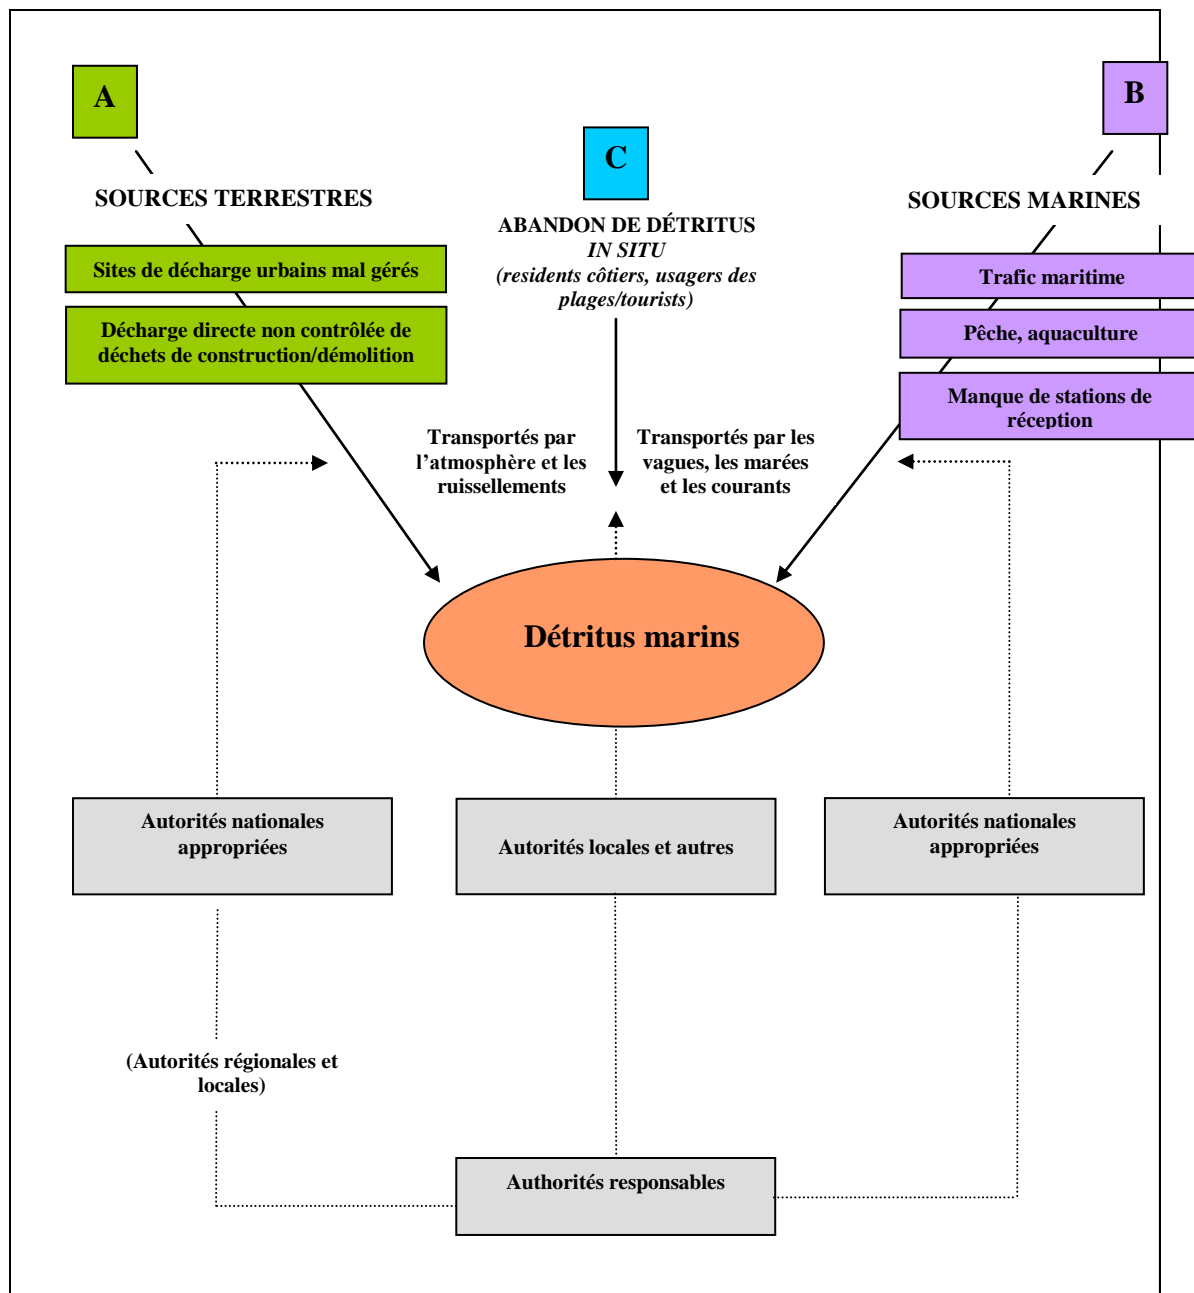 A
SOURCES TERRESTRES
Sites de décharge urbains mal gérés
Décharge directe non contrôlée de
déchets de construction/démolition
C
ABANDON DE DÉTRITUS
IN SITU
(residents côtiers, usagers des
plages/tourists)
B
SOURCES MARINES
Trafic maritime
Pêche, aquaculture
Manque de stations de
réception
Transportés par
l'atmosphère et les
ruissellements
Transportés par les
vagues, les marées
et les courants
Détritus marins
Autorités nationales
appropriées
Autorités locales et autres
Autorités nationales
appropriées
(Autorités régionales et
locales)
Authorités responsables